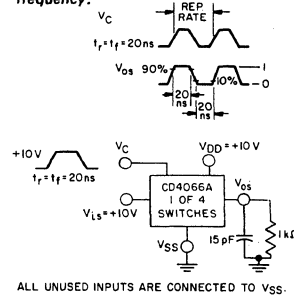 frequency.
REP.
RATE
VC
tr=tf=20ns
Vos 90%
10%
1
0
20
ns
20
ns
+10V
tr=tf=20ns
VC
VDD=+10V
Vis=+10V
CD4066A
1 OF 4
SWITCHES
Vos
VSS
15pF
1kΩ
ALL UNUSED INPUTS ARE CONNECTED TO VSS.